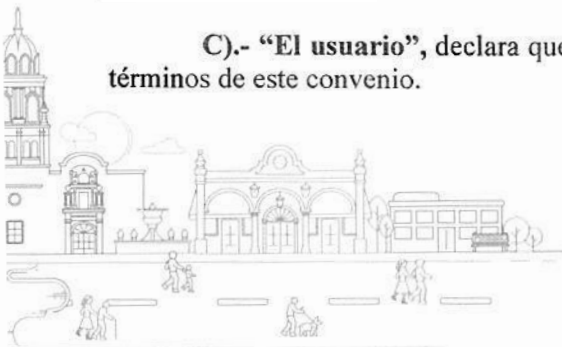 C).- “El usuario”, declara que
términos de este convenio.